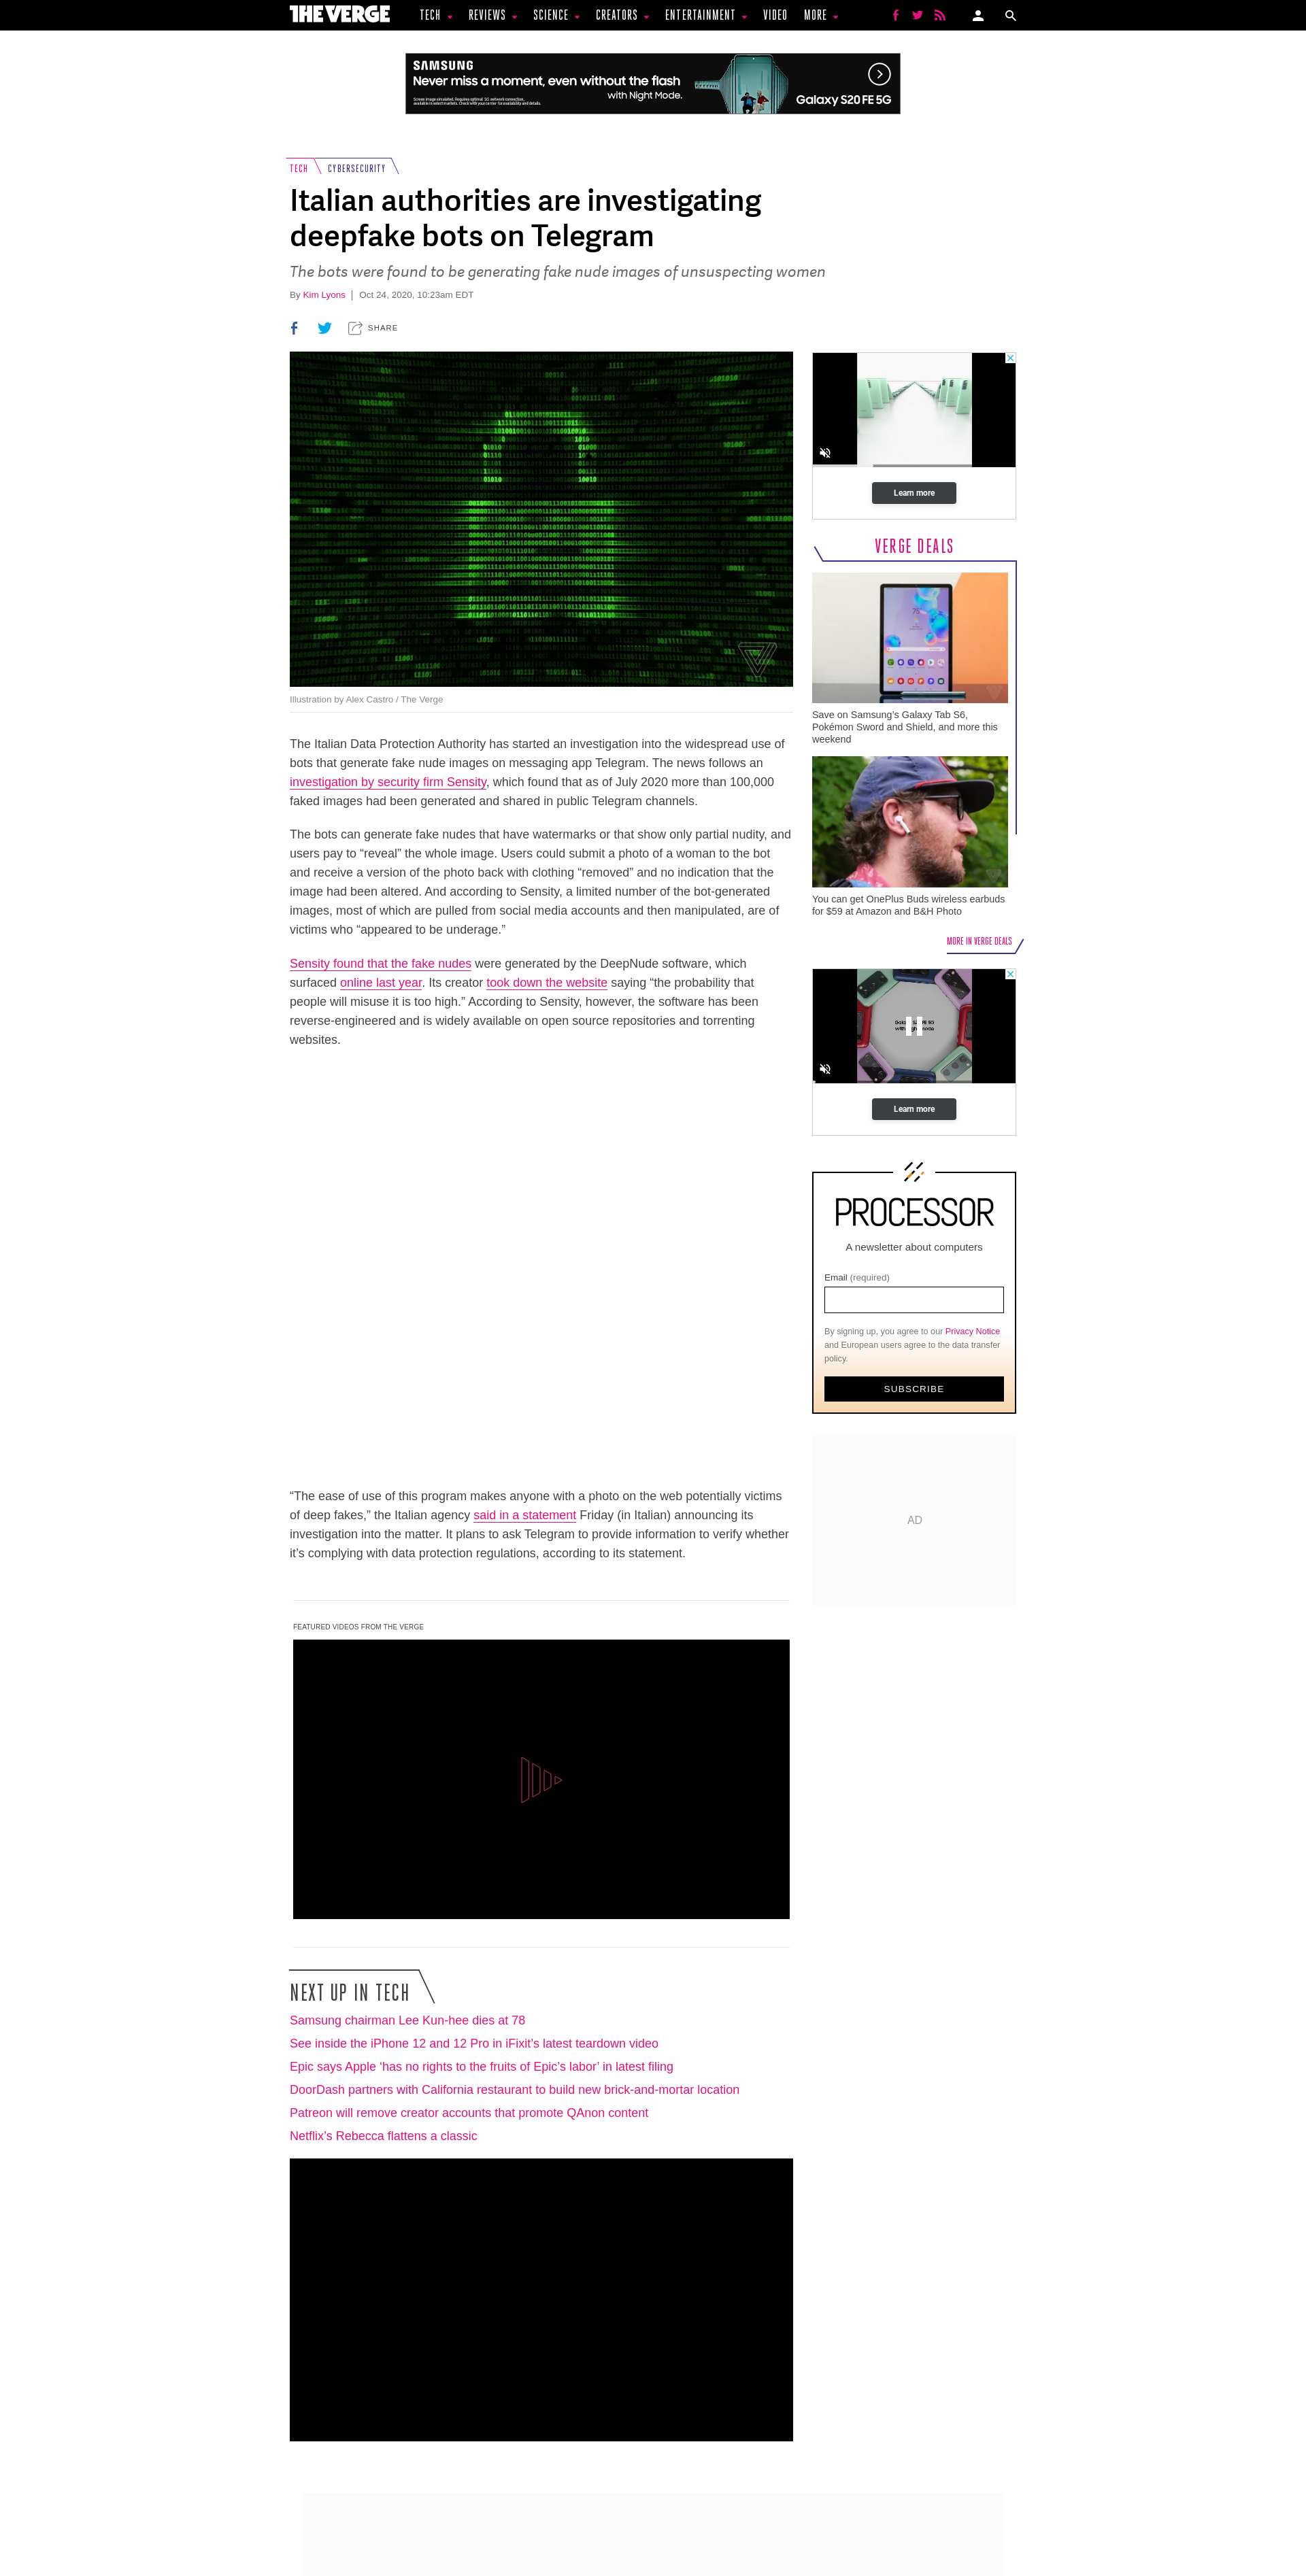 THE VERGE
TECH REVIEWS SCIENCE CREATORS ENTERTAINMENT VIDEO MORE
SAMSUNG
Never miss a moment, even without the flash
with Night Mode.
Galaxy S20 FE 5G
TECH CYBERSECURITY
Italian authorities are investigating
deepfake bots on Telegram
The bots were found to be generating fake nude images of unsuspecting women
By Kim Lyons | Oct 24, 2020, 10:23am EDT
SHARE
Illustration by Alex Castro / The Verge
The Italian Data Protection Authority has started an investigation into the widespread use of
bots that generate fake nude images on messaging app Telegram. The news follows an
investigation by security firm Sensity, which found that as of July 2020 more than 100,000
faked images had been generated and shared in public Telegram channels.
The bots can generate fake nudes that have watermarks or that show only partial nudity, and
users pay to “reveal” the whole image. Users could submit a photo of a woman to the bot
and receive a version of the photo back with clothing “removed” and no indication that the
image had been altered. And according to Sensity, a limited number of the bot-generated
images, most of which are pulled from social media accounts and then manipulated, are of
victims who “appeared to be underage.”
Sensity found that the fake nudes were generated by the DeepNude software, which
surfaced online last year. Its creator took down the website saying “the probability that
people will misuse it is too high.” According to Sensity, however, the software has been
reverse-engineered and is widely available on open source repositories and torrenting
websites.
“The ease of use of this program makes anyone with a photo on the web potentially victims
of deep fakes,” the Italian agency said in a statement Friday (in Italian) announcing its
investigation into the matter. It plans to ask Telegram to provide information to verify whether
it’s complying with data protection regulations, according to its statement.
FEATURED VIDEOS FROM THE VERGE
NEXT UP IN TECH
Samsung chairman Lee Kun-hee dies at 78
See inside the iPhone 12 and 12 Pro in iFixit’s latest teardown video
Epic says Apple ‘has no rights to the fruits of Epic’s labor’ in latest filing
DoorDash partners with California restaurant to build new brick-and-mortar location
Patreon will remove creator accounts that promote QAnon content
Netflix’s Rebecca flattens a classic
Learn more
VERGE DEALS
Save on Samsung’s Galaxy Tab S6,
Pokémon Sword and Shield, and more this
weekend
You can get OnePlus Buds wireless earbuds
for $59 at Amazon and B&H Photo
MORE IN VERGE DEALS
Learn more
PROCESSOR
A newsletter about computers
Email (required)
By signing up, you agree to our Privacy Notice
and European users agree to the data transfer
policy.
SUBSCRIBE
AD